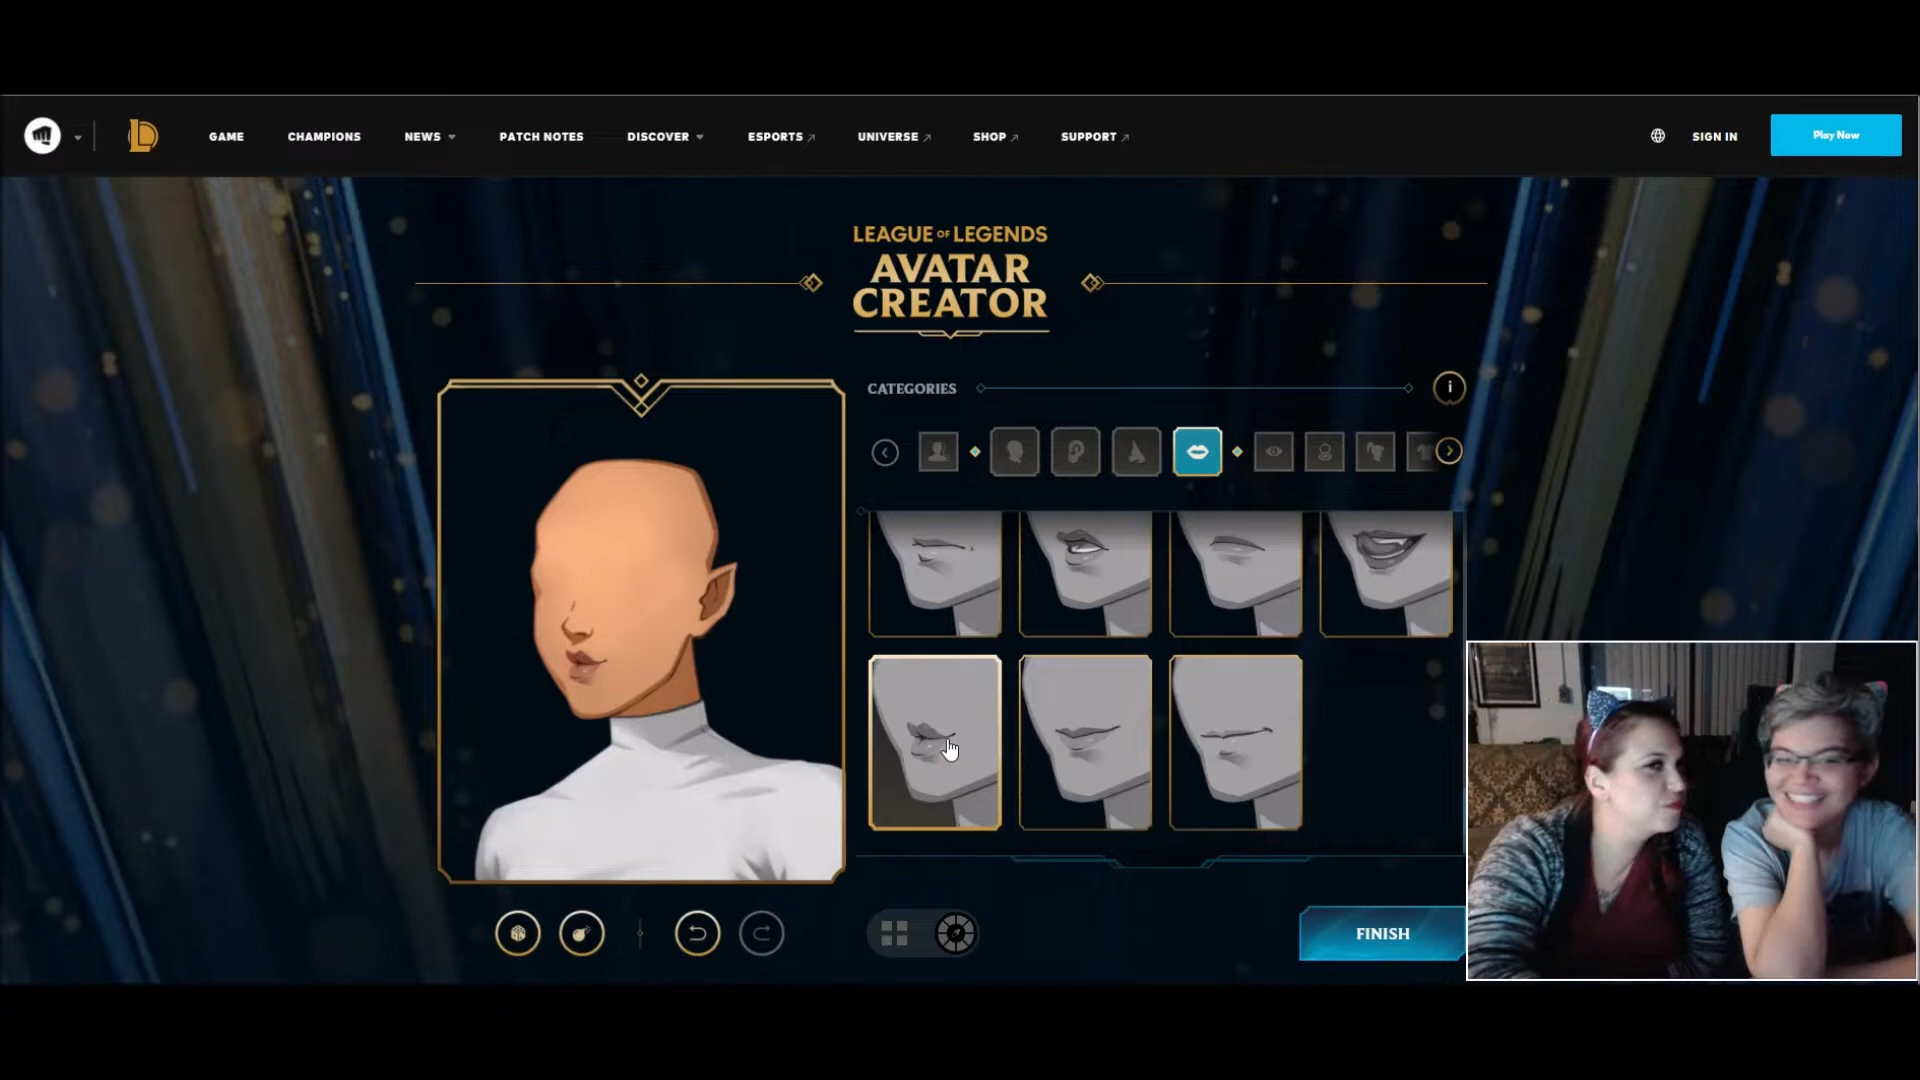 GAME CHAMPIONS NEWS PATCH NOTES DISCOVER ESPORTS UNIVERSE SHOP SUPPORT SIGN IN Play Now
LEAGUE OF LEGENDS
AVATAR
CREATOR
CATEGORIES
i
FINISH